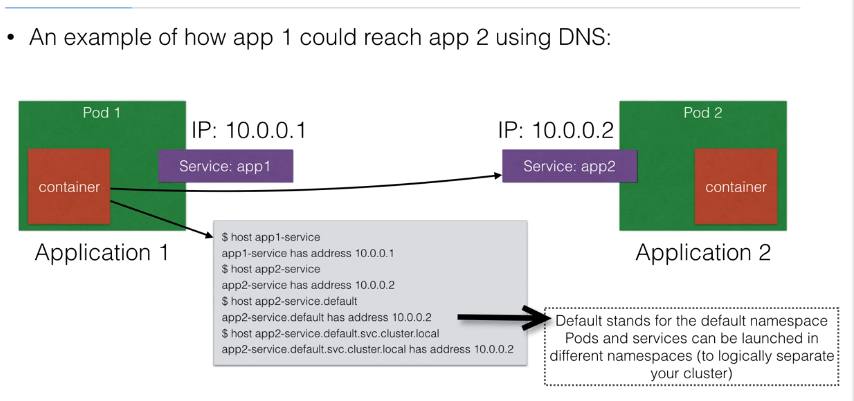 • An example of how app 1 could reach app 2 using DNS:
Pod 1
IP: 10.0.0.1
Service: app1
container
Application 1
IP: 10.0.0.2
Pod 2
Service: app2
container
Application 2
$ host app1-service
app1-service has address 10.0.0.1
$ host app2-service
app2-service has address 10.0.0.2
$ host app2-service.default
app2-service.default has address 10.0.0.2
$ host app2-service.default.svc.cluster.local
app2-service.default.svc.cluster.local has address 10.0.0.2
Default stands for the default namespace
Pods and services can be launched in
different namespaces (to logically separate
your cluster)